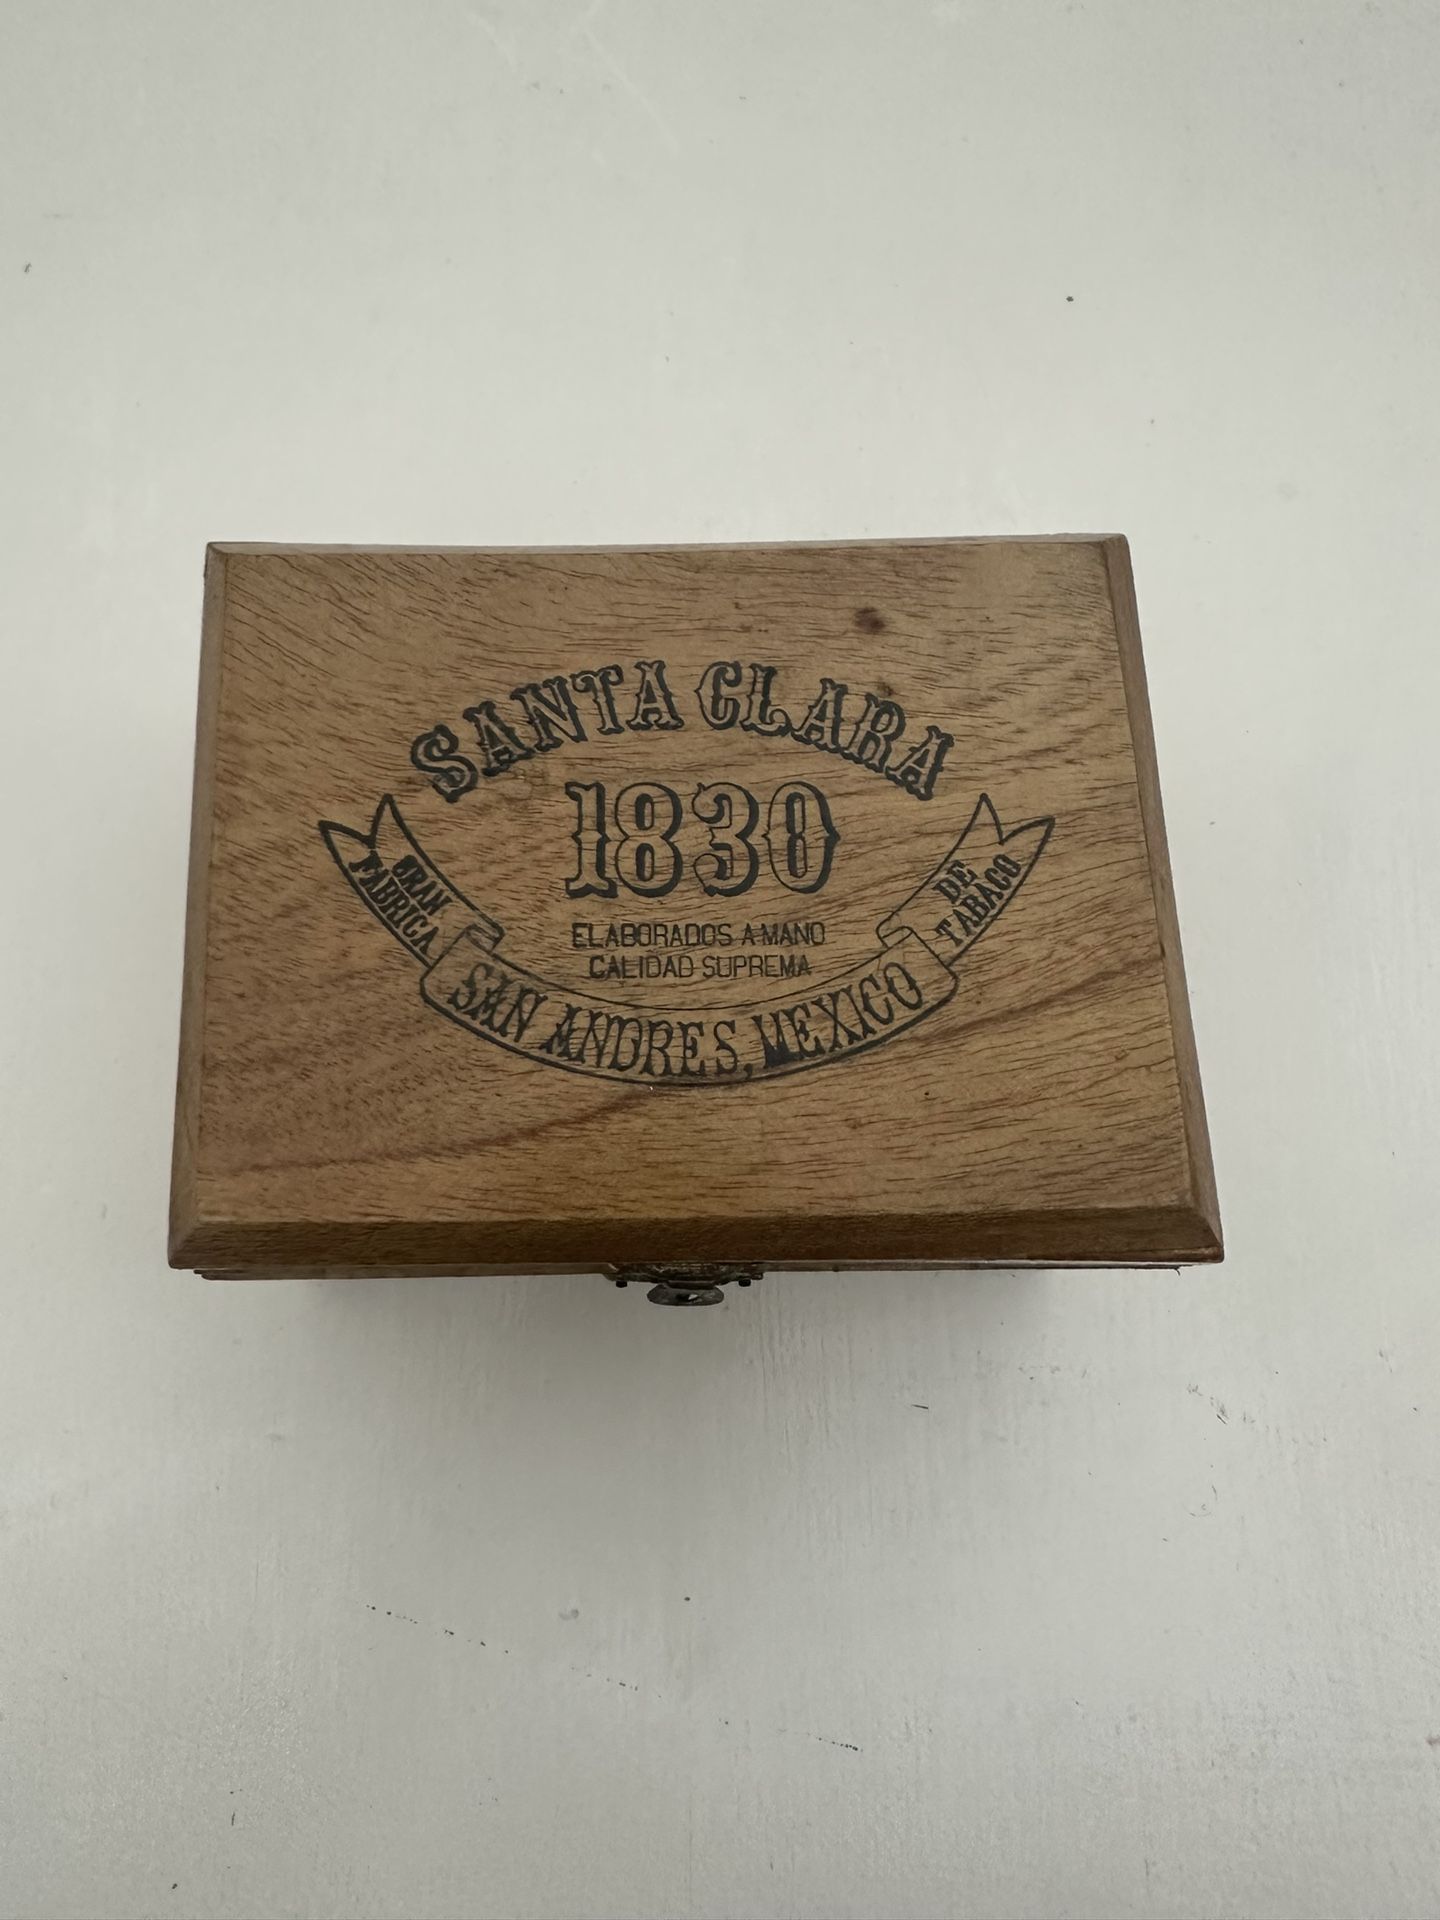 SANTA CLARA
1830
ELABORADOS A MANO
CALIDAD SUPREMA
GRAN
FABRICA
SAN ANDRES, MEXICO
DE
TABACO